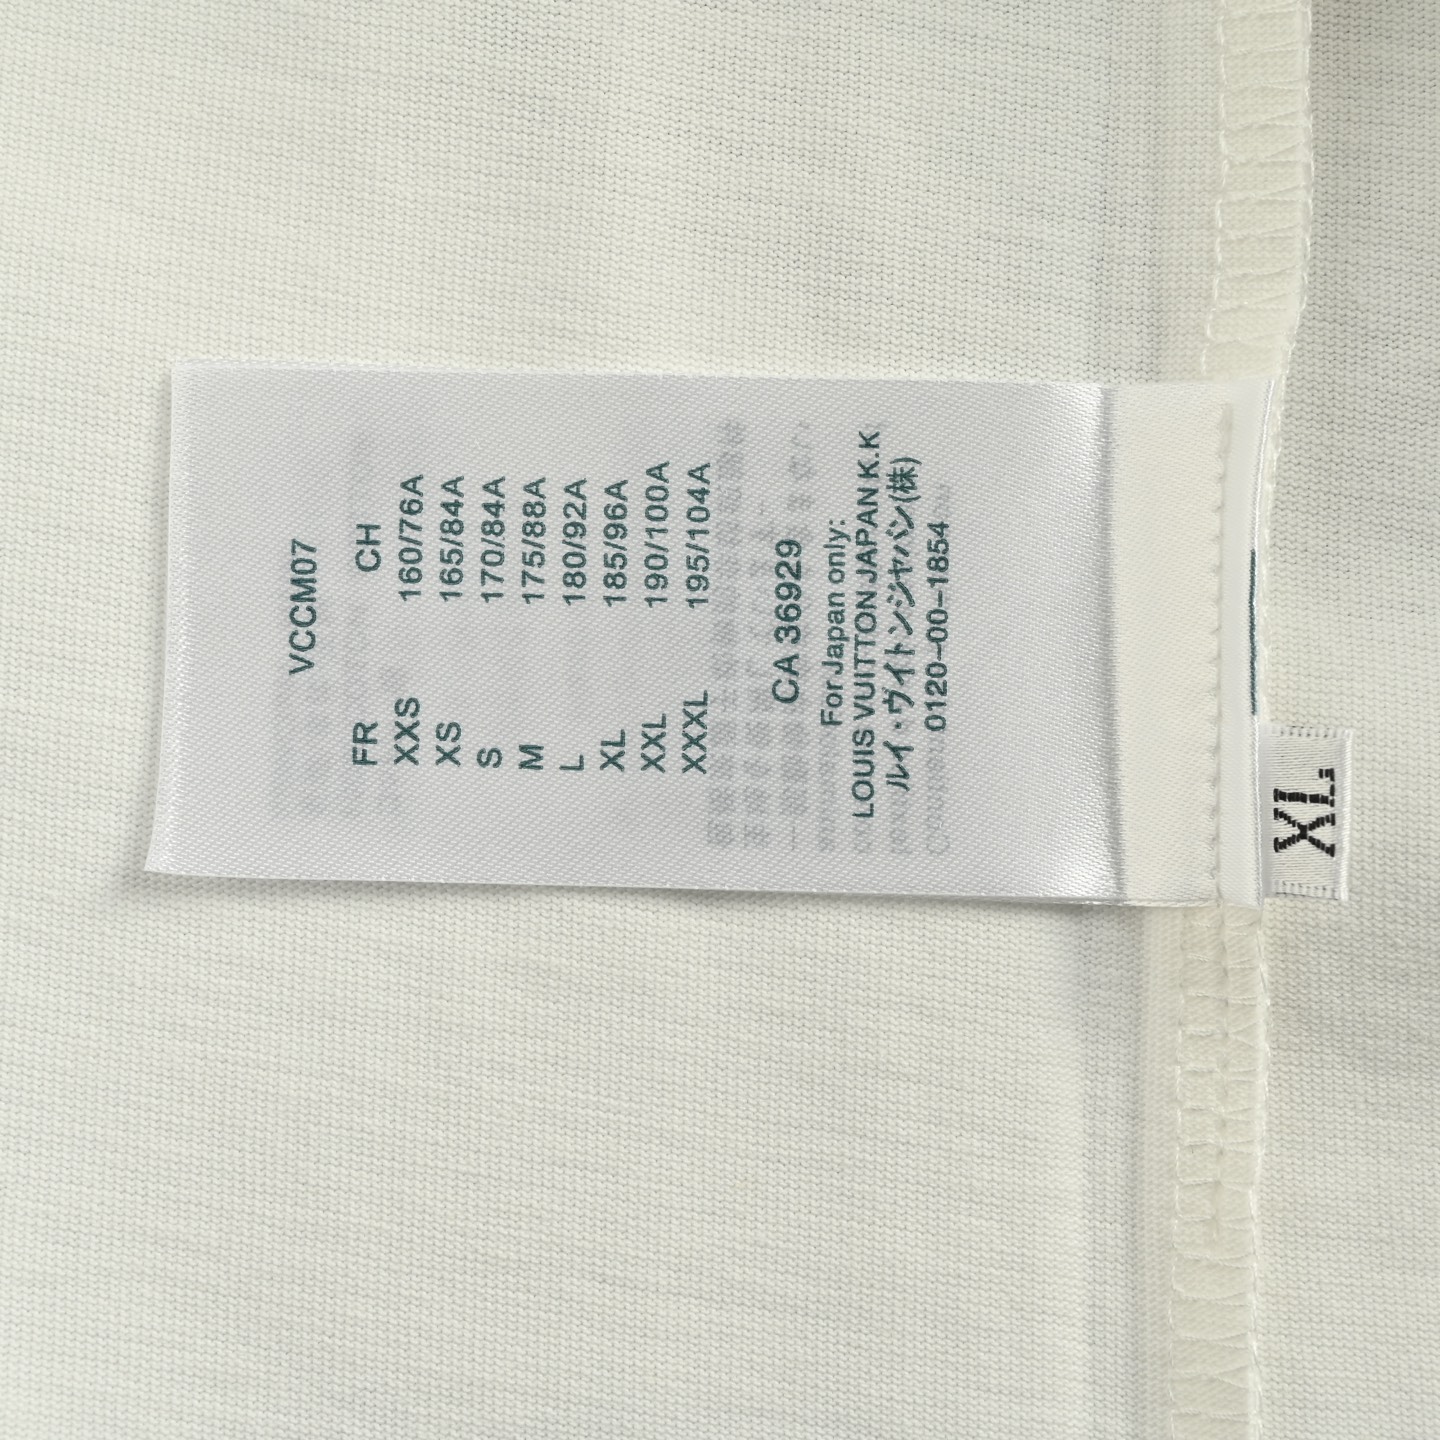 VCCM07
FR CH
XXS 160/76A
XS 165/84A
S 170/84A
M 175/88A
L 180/92A
XL 185/96A
XXL 190/100A
XXXL 195/104A
CA 36929
For Japan only:
LOUIS VUITTON JAPAN K.K
ルイ・ヴィトンジャパン(株)
0120-00-1854
XL